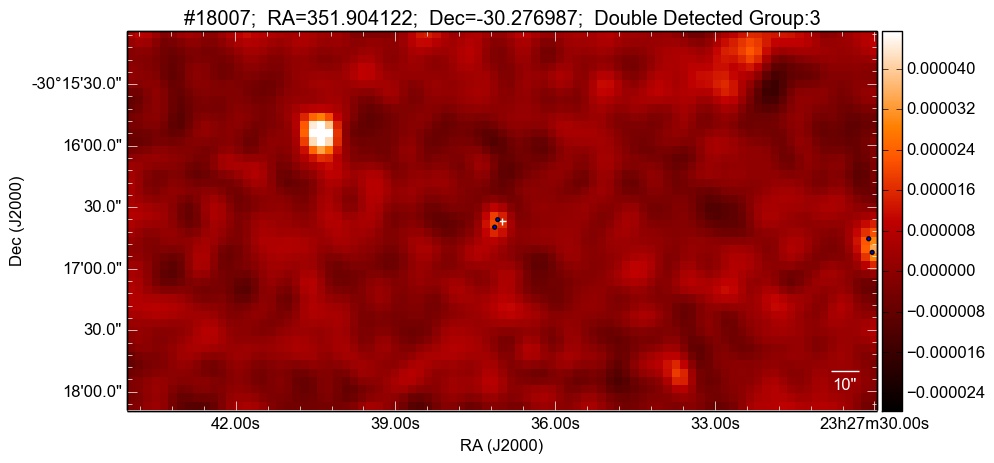 #18007;  RA=351.904122;  Dec=-30.276987;  Double Detected Group:3
-30°15'30.0"
16'00.0"
30.0"
17'00.0"
30.0"
18'00.0"
Dec (J2000)
42.00s
39.00s
36.00s
33.00s
23h27m30.00s
RA (J2000)
10"
0.000040
0.000032
0.000024
0.000016
0.000008
0.000000
−0.000008
−0.000016
−0.000024